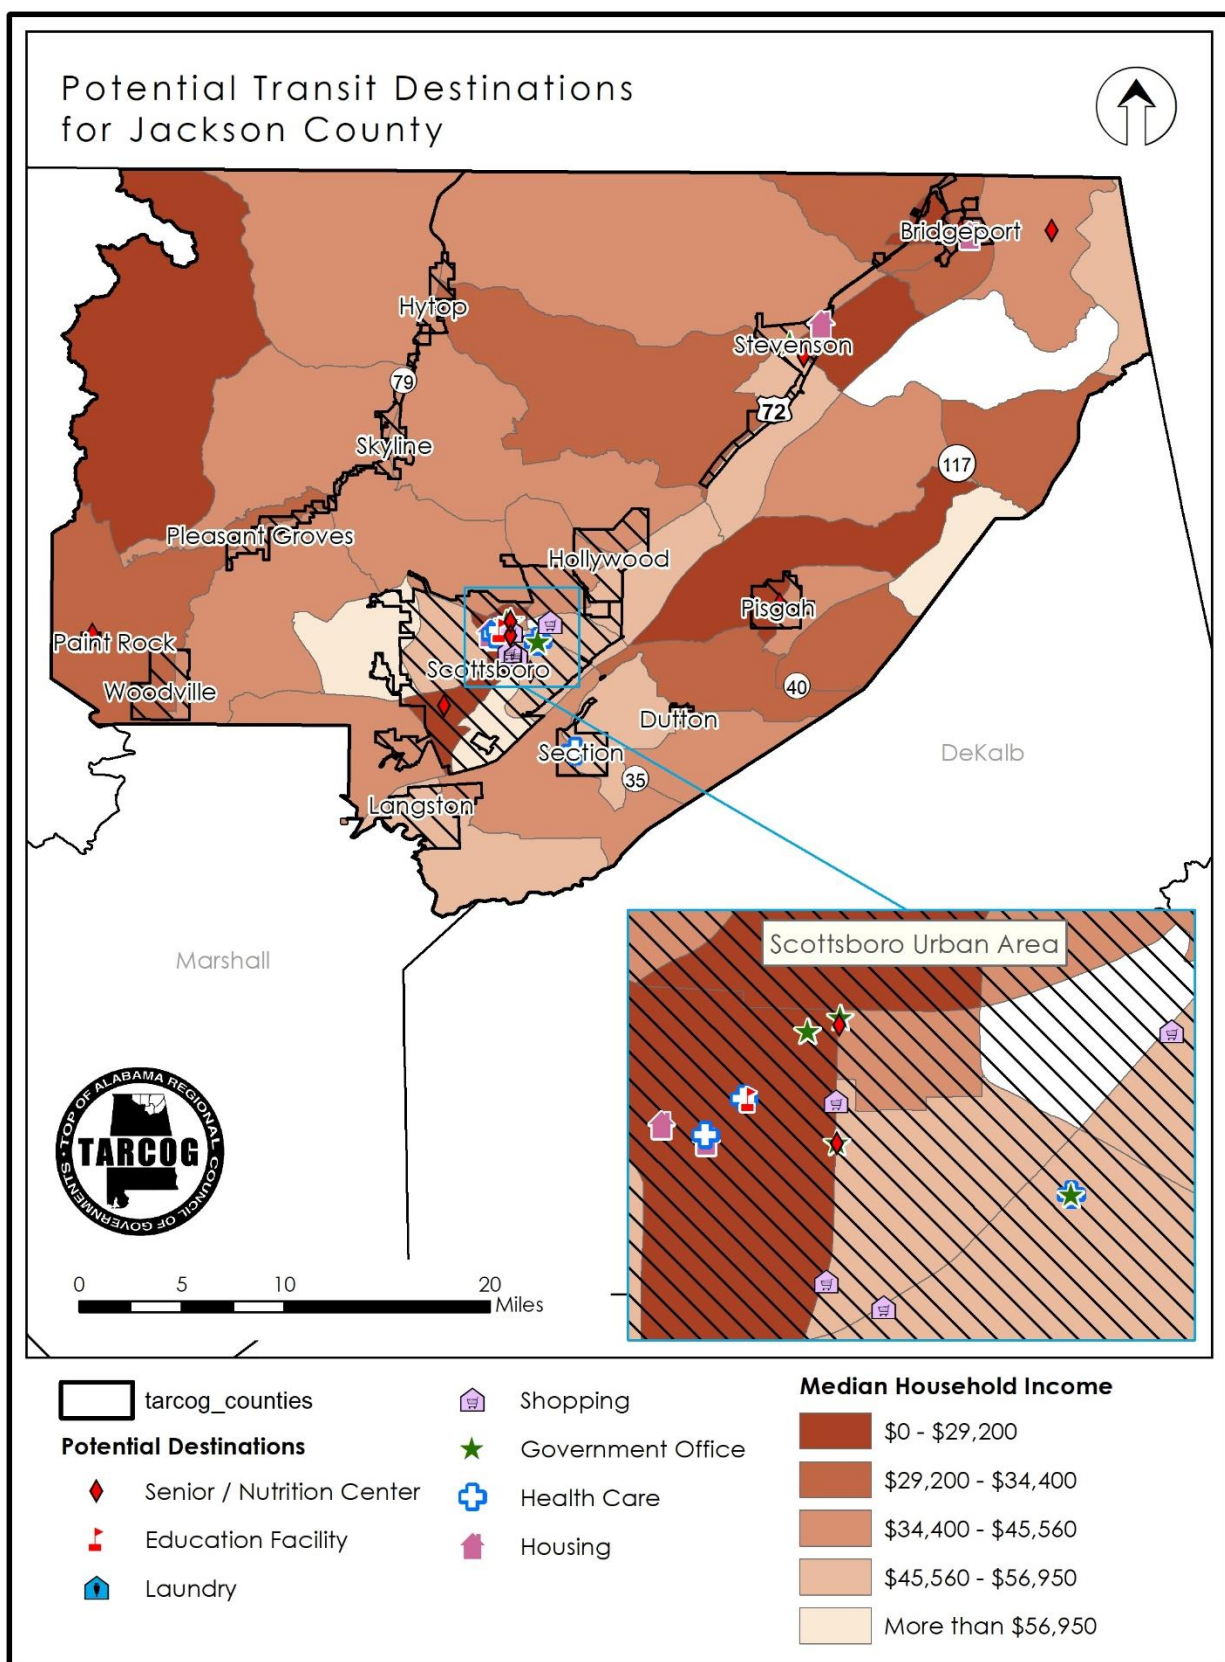 Potential Transit Destinations
for Jackson County
Bridgeport
Hytop
Stevenson
79
72
Skyline
117
Pleasant Groves
Hollywood
Pisgah
Paint Rock
Scottsboro
Woodville
40
Dutton
Section
DeKalb
35
Langston
Scottsboro Urban Area
Marshall
TOP OF ALABAMA REGIONAL
TARCOG
COUNCIL OF GOVERNMENTS
0 5 10 20
Miles
tarcog_counties
Potential Destinations
Senior / Nutrition Center
Education Facility
Laundry
Shopping
Government Office
Health Care
Housing
Median Household Income
$0 - $29,200
$29,200 - $34,400
$34,400 - $45,560
$45,560 - $56,950
More than $56,950